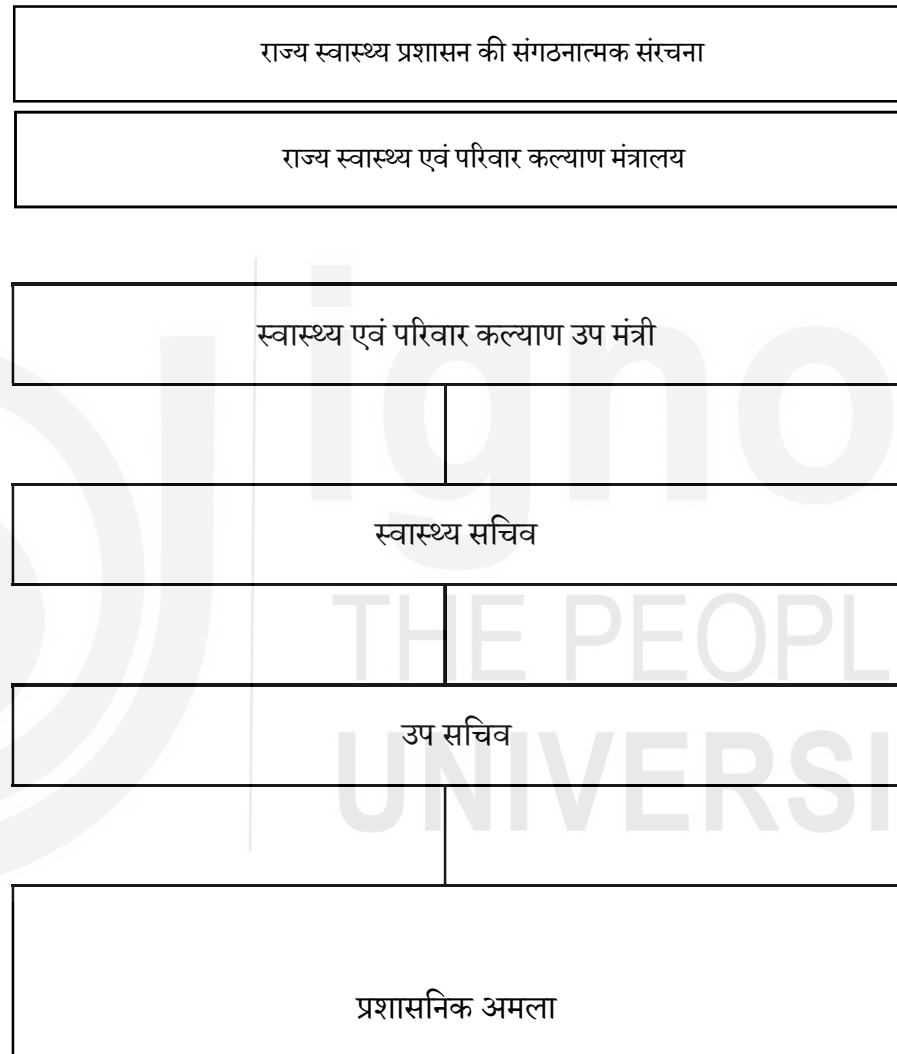 राज्य स्वास्थ्य प्रशासन की संगठनात्मक संरचना
राज्य स्वास्थ्य एवं परिवार कल्याण मंत्रालय
स्वास्थ्य एवं परिवार कल्याण उप मंत्री
स्वास्थ्य सचिव
उप सचिव
प्रशासनिक अमला
igno
THE PEOPL
UNIVERSI